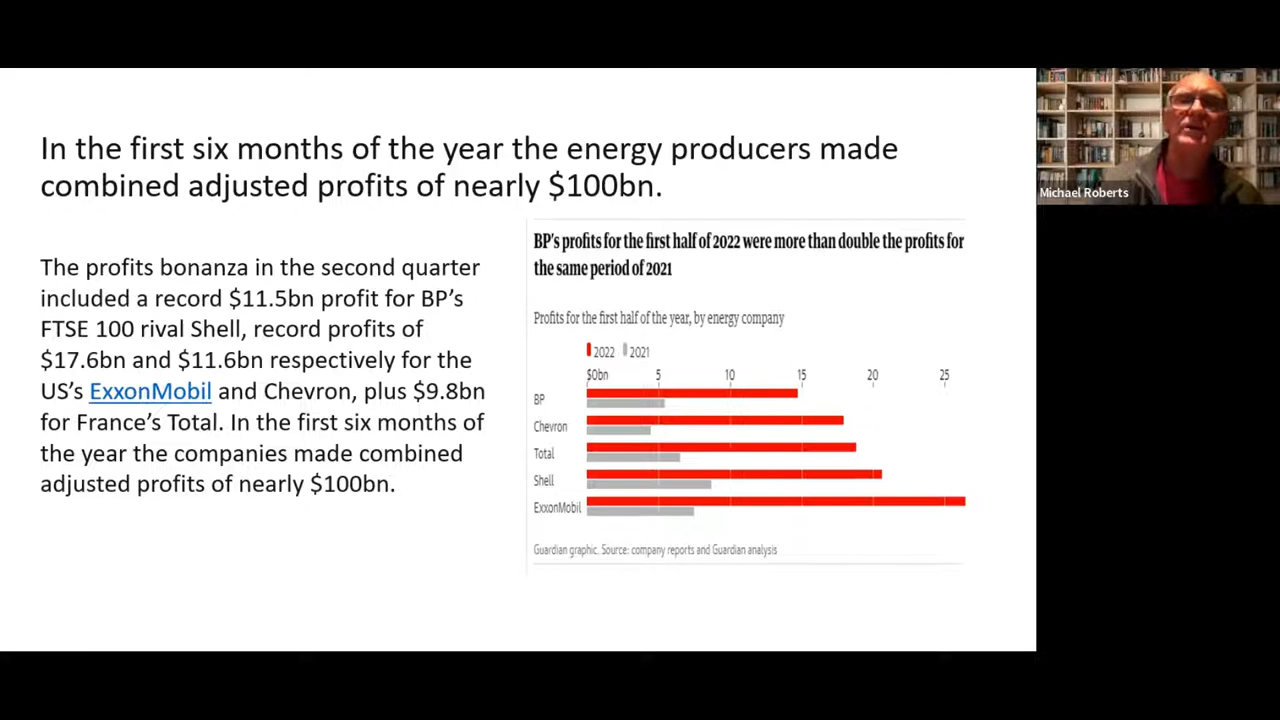 In the first six months of the year the energy producers made
combined adjusted profits of nearly $100bn.
The profits bonanza in the second quarter
included a record $11.5bn profit for BP’s
FTSE 100 rival Shell, record profits of
$17.6bn and $11.6bn respectively for the
US’s ExxonMobil and Chevron, plus $9.8bn
for France’s Total. In the first six months of
the year the companies made combined
adjusted profits of nearly $100bn.
BP’s profits for the first half of 2022 were more than double the profits for
the same period of 2021
Profits for the first half of the year, by energy company
2022 2021
$0bn 5 10 15 20 25
BP
Chevron
Total
Shell
ExxonMobil
Guardian graphic. Source: company reports and Guardian analysis
Michael Roberts